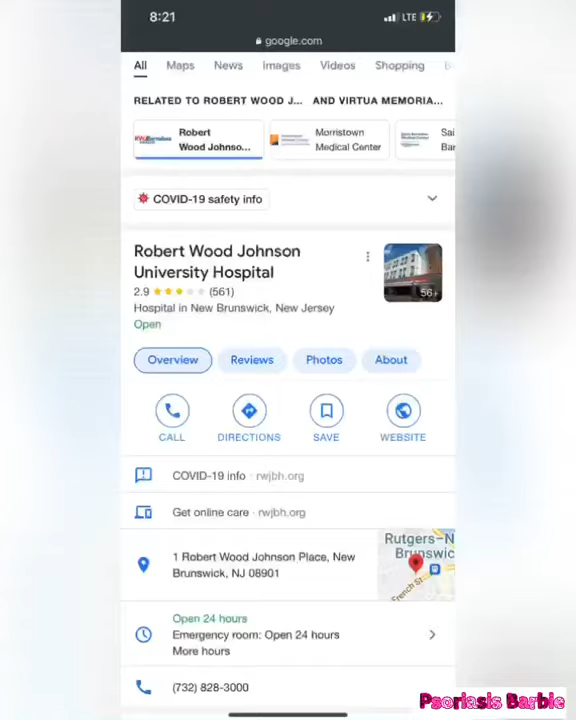 8:21
LTE
google.com
All Maps News Images Videos Shopping
RELATED TO ROBERT WOOD J... AND VIRTUA MEMORIA...
Robert
Wood Johnso...
Morristown
Medical Center
Sai
Bar
COVID-19 safety info
Robert Wood Johnson
University Hospital
2.9 (561)
Hospital in New Brunswick, New Jersey
Open
56+
Overview Reviews Photos About
CALL DIRECTIONS SAVE WEBSITE
COVID-19 info · rwjbh.org
Get online care · rwjbh.org
1 Robert Wood Johnson Place, New
Brunswick, NJ 08901
Rutgers–N
Brunswic
French St
Open 24 hours
Emergency room: Open 24 hours
More hours
(732) 828-3000
Psoriasis Barbie